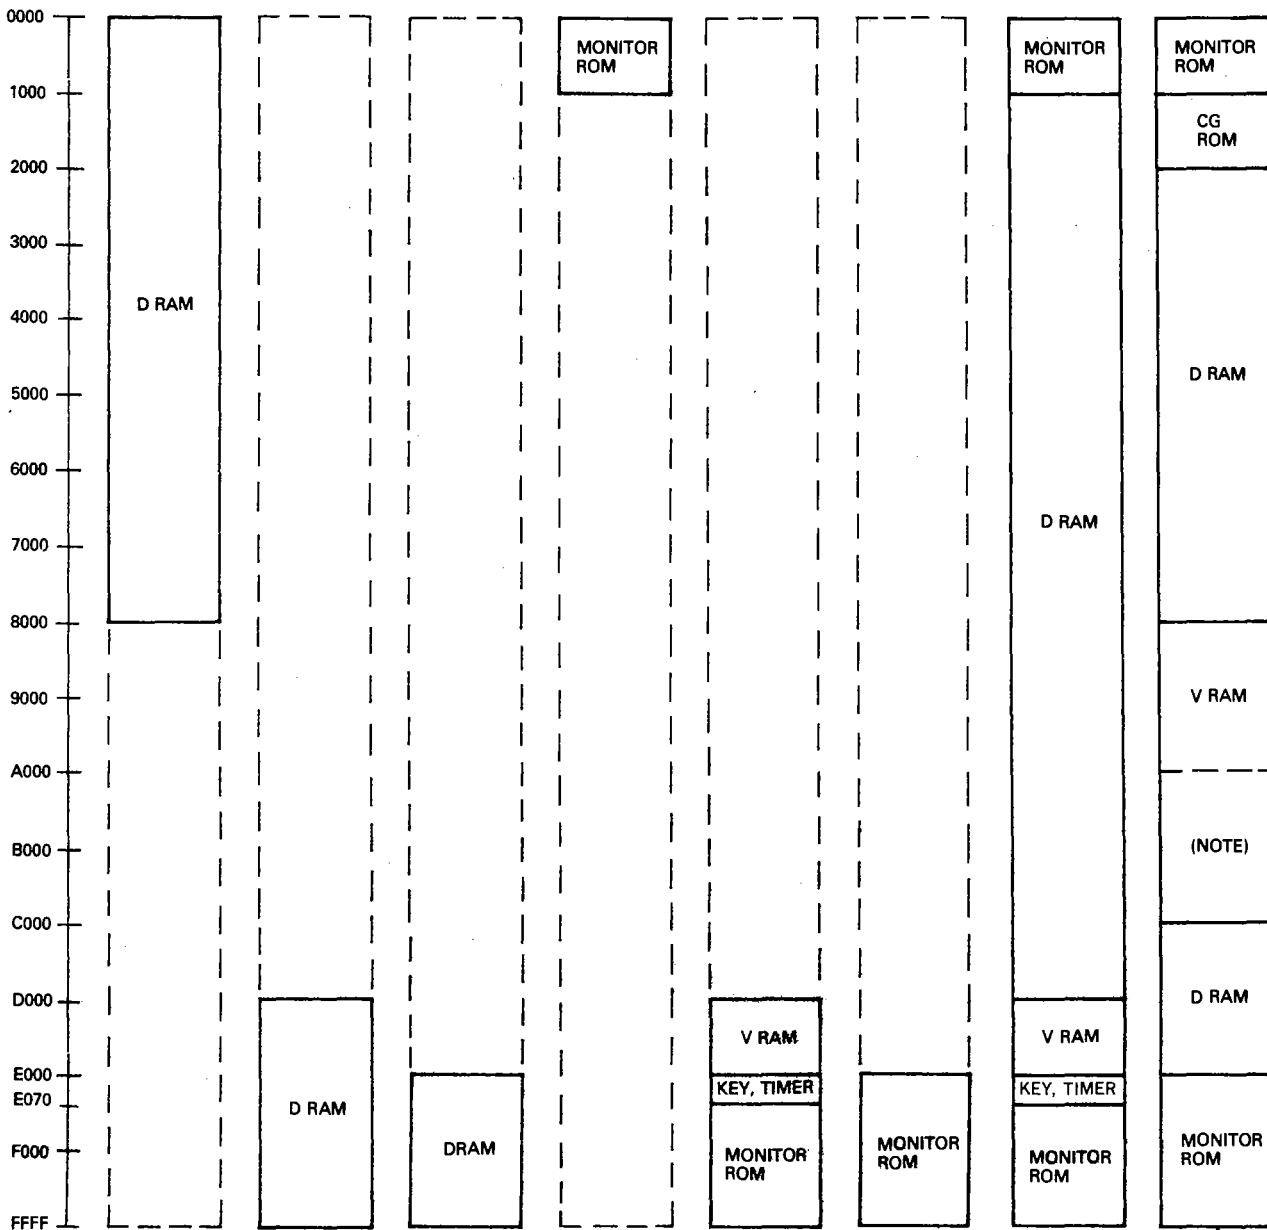 0000
1000
2000
3000
4000
5000
6000
7000
8000
9000
A000
B000
C000
D000
E000
E070
F000
FFFF
D RAM
D RAM
DRAM
MONITOR
ROM
V RAM
KEY, TIMER
MONITOR
ROM
MONITOR
ROM
MONITOR
ROM
D RAM
V RAM
KEY, TIMER
MONITOR
ROM
MONITOR
ROM
CG
ROM
D RAM
V RAM
(NOTE)
D RAM
MONITOR
ROM